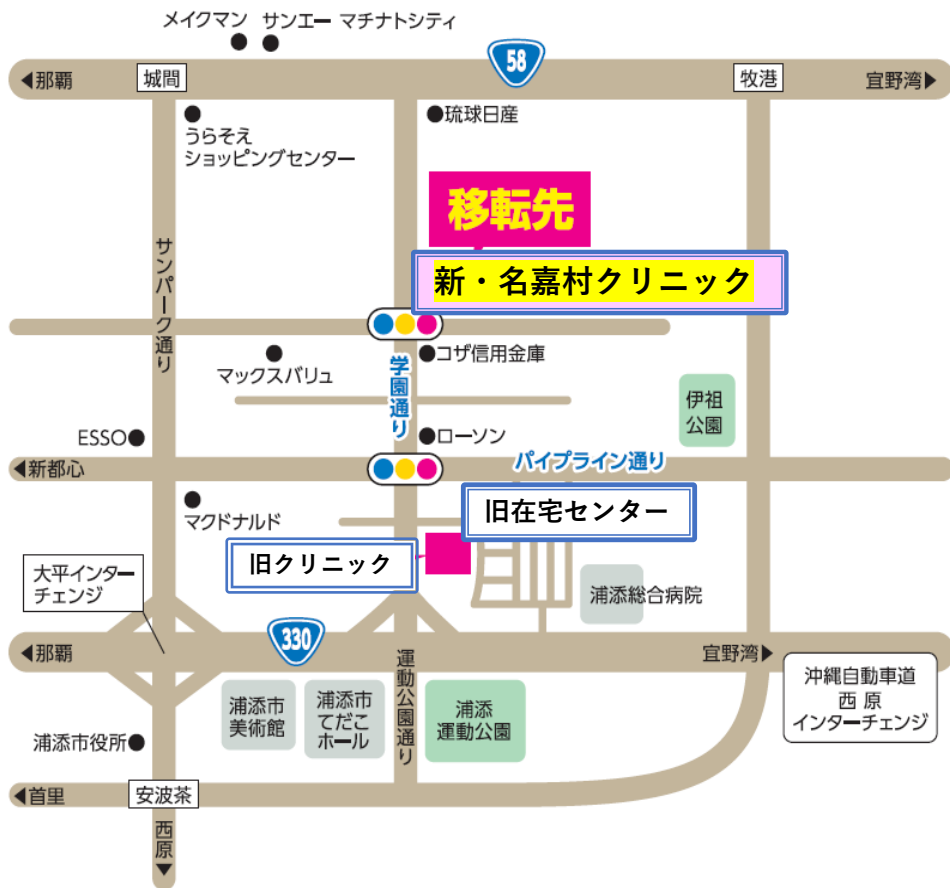 メイクマン
サンエー マチナトシティ
58
◀那覇
城間
牧港
宜野湾▶
●琉球日産
うらそえ
ショッピングセンター
移転先
新・名嘉村クリニック
サンパーク通り
コザ信用金庫
マックスバリュ
学園通り
伊祖
公園
ESSO
ローソン
◀新都心
パイプライン通り
マクドナルド
旧在宅センター
旧クリニック
大平インター
チェンジ
浦添総合病院
330
◀那覇
宜野湾▶
運動公園通り
沖縄自動車道
西 原
インターチェンジ
浦添市
美術館
浦添市
てだこ
ホール
浦添
運動公園
浦添市役所
◀首里
安波茶
西原▼